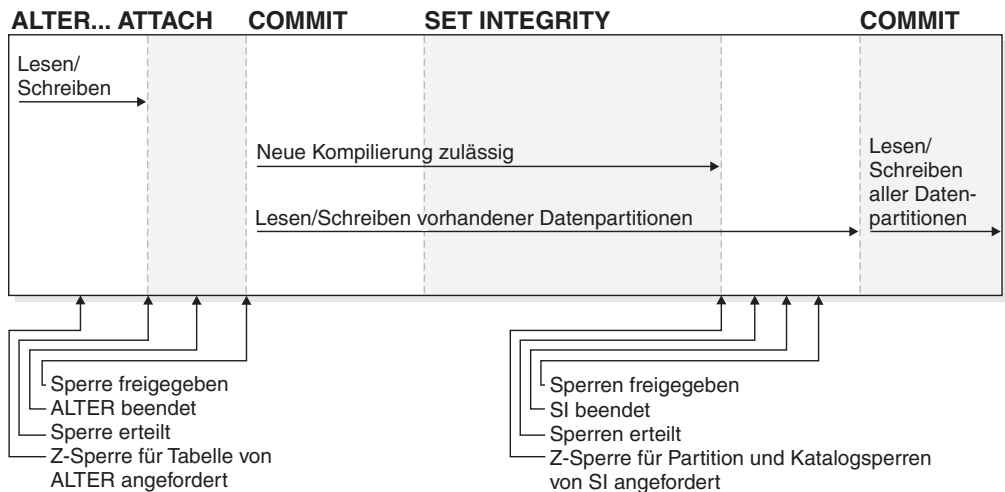 ALTER... ATTACH COMMIT SET INTEGRITY COMMIT
Lesen/
Schreiben
Neue Kompilierung zulässig
Lesen/Schreiben vorhandener Datenpartitionen
Lesen/
Schreiben
aller Daten-
partitionen
Sperre freigegeben
ALTER beendet
Sperre erteilt
Z-Sperre für Tabelle von
ALTER angefordert
Sperren freigegeben
SI beendet
Sperren erteilt
Z-Sperre für Partition und Katalogsperren
von SI angefordert